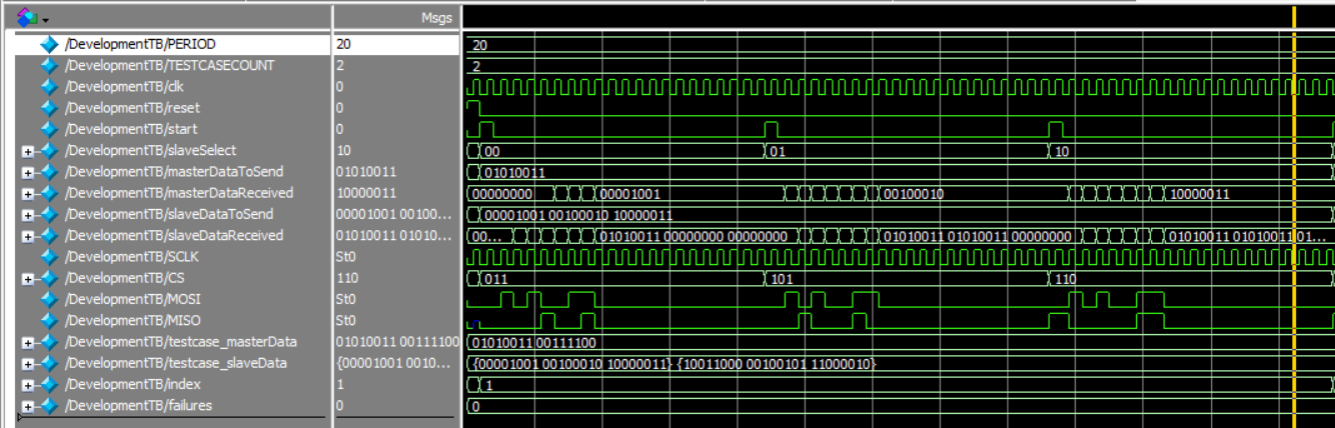 Msgs
/DevelopmentTB/PERIOD 20 20
/DevelopmentTB/TESTCASECOUNT 2 2
/DevelopmentTB/clk 0
/DevelopmentTB/reset 0
/DevelopmentTB/start 0
/DevelopmentTB/slaveSelect 10 00 01 10
/DevelopmentTB/masterDataToSend 01010011 01010011
/DevelopmentTB/masterDataReceived 10000011 00000000 00001001 00100010 10000011
/DevelopmentTB/slaveDataToSend 00001001 00100... 00001001 00100010 10000011
/DevelopmentTB/slaveDataReceived 01010011 01010... 00... 01010011 00000000 00000000 01010011 01010011 00000000 01010011 01010011 01...
/DevelopmentTB/SCLK St0
/DevelopmentTB/CS 110 011 101 110
/DevelopmentTB/MOSI St0
/DevelopmentTB/MISO St0
/DevelopmentTB/testcase_masterData 01010011 00111100 01010011 00111100
/DevelopmentTB/testcase_slaveData {00001001 0010... {00001001 00100010 10000011} {10011000 00100101 11000010}
/DevelopmentTB/index 1 1
/DevelopmentTB/failures 0 0